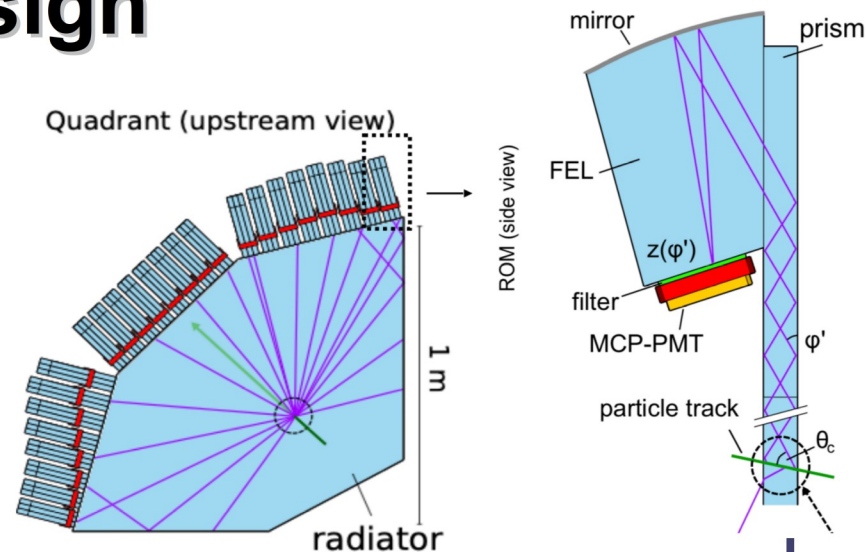 sign
Quadrant (upstream view)
1 m
radiator
ROM (side view)
mirror
prism
FEL
z(φ')
filter
MCP-PMT
φ'
particle track
θc